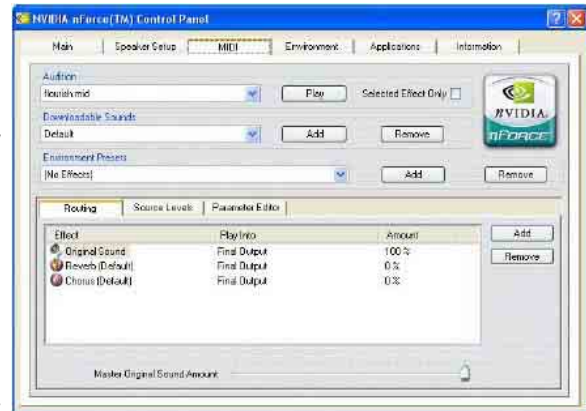 NVIDIA nForce(TM) Control Panel
Main Speaker Setup MIDI Environment Applications Information
Audition
flourish.mid Play Selected Effect Only
Downloadable Sounds
Default Add Remove
NVIDIA
nFORCE
Environment Presets
(No Effects) Add Remove
Routing Source Levels Parameter Editor
Effect Play Into Amount Add
Original Sound Final Output 100 %
Reverb (Default) Final Output 0 % Remove
Chorus (Default) Final Output 0 %
Master Original Sound Amount